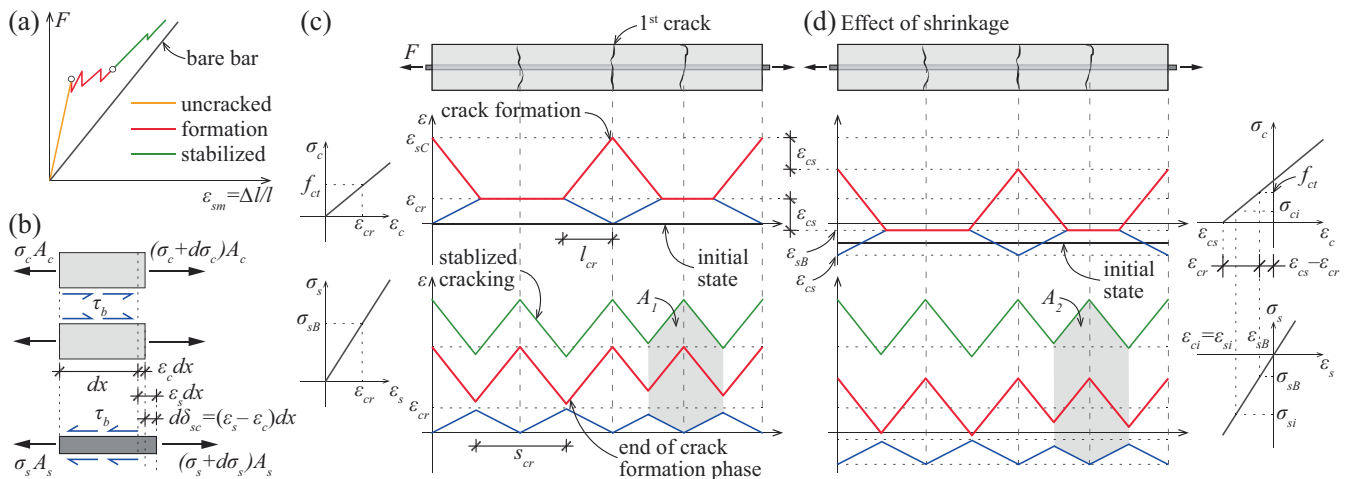 (a)
F
bare bar
uncracked
formation
stabilized
ε_sm=Δl/l
(b)
σ_c A_c
(σ_c+dσ_c)A_c
τ_b
dx
ε_c dx
ε_s dx
τ_b
dδ_sc=(ε_s−ε_c)dx
σ_s A_s
(σ_s+dσ_s)A_s
(c)
1st crack
F
crack formation
ε
ε_sC
ε_cs
σ_c
f_ct
ε_cr
ε_c
ε_cr
ε_cs
l_cr
initial
state
stablized
cracking
ε
A_1
σ_s
σ_sB
ε_cr
ε_s
ε_cr
s_cr
end of crack
formation phase
(d)
Effect of shrinkage
ε_sB
ε_cs
initial
state
A_2
σ_c
f_ct
σ_ci
ε_cs
ε_c
ε_cr
ε_cs−ε_cr
σ_s
ε_ci=ε_si
ε_sB
ε_s
σ_sB
σ_si